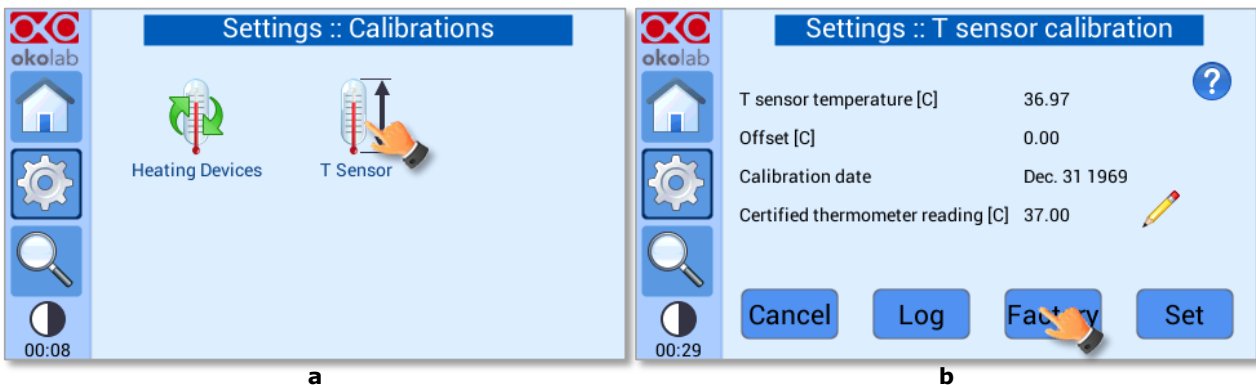 Settings :: Calibrations
okolab
Heating Devices
T Sensor
00:08
a
Settings :: T sensor calibration
okolab
?
T sensor temperature [C] 36.97
Offset [C] 0.00
Calibration date Dec. 31 1969
Certified thermometer reading [C] 37.00
Cancel Log Factory Set
00:29
b